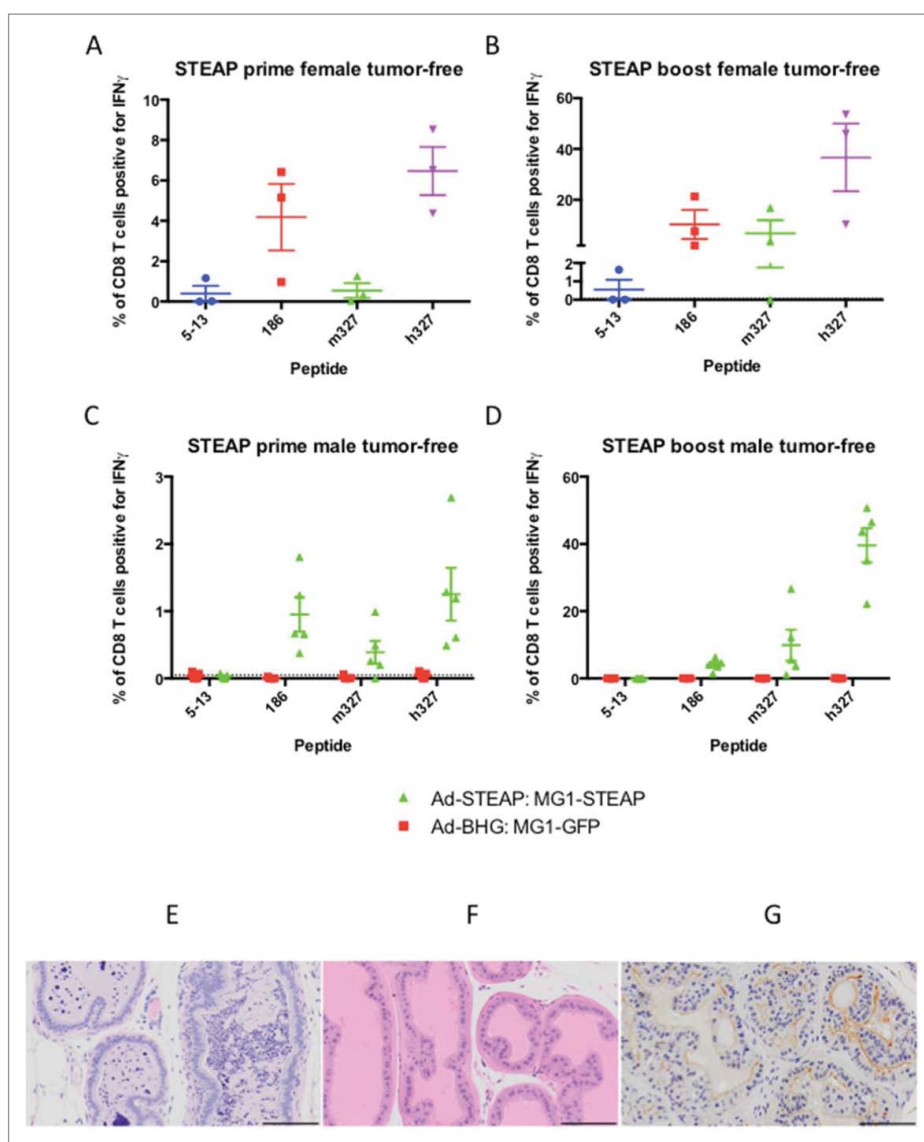 A
STEAP prime female tumor-free
% of CD8 T cells positive for IFNγ
10
8
6
4
2
0
5-13
186
m327
h327
Peptide
B
STEAP boost female tumor-free
% of CD8 T cells positive for IFNγ
60
40
20
2
1
0
5-13
186
m327
h327
Peptide
C
STEAP prime male tumor-free
% of CD8 T cells positive for IFNγ
3
2
1
0
5-13
186
m327
h327
Peptide
D
STEAP boost male tumor-free
% of CD8 T cells positive for IFNγ
60
40
20
0
5-13
186
m327
h327
Peptide
Ad-STEAP: MG1-STEAP
Ad-BHG: MG1-GFP
E
F
G